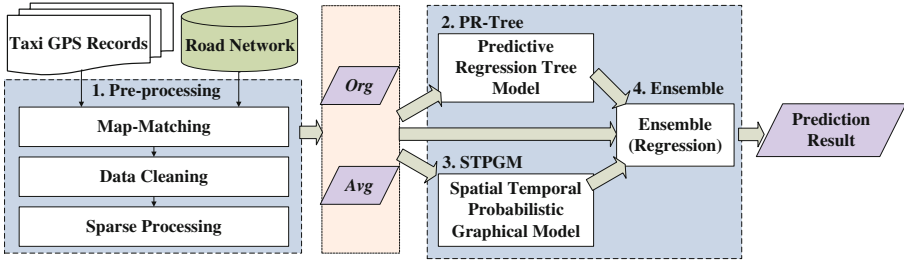 Taxi GPS Records
Road Network
1. Pre-processing
Map-Matching
Data Cleaning
Sparse Processing
Org
Avg
2. PR-Tree
Predictive
Regression Tree
Model
3. STPGM
Spatial Temporal
Probabilistic
Graphical Model
4. Ensemble
Ensemble
(Regression)
Prediction
Result